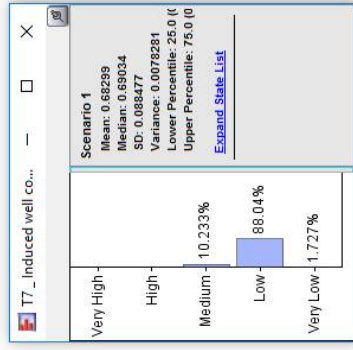 T7_ Induced well co...
Very High
High
Medium
10.233%
Low
88.04%
Very Low
1.727%
Scenario 1
Mean: 0.68299
Median: 0.69034
SD: 0.088477
Variance: 0.0078281
Lower Percentile: 25.0 (
Upper Percentile: 75.0 (0
Expand State List